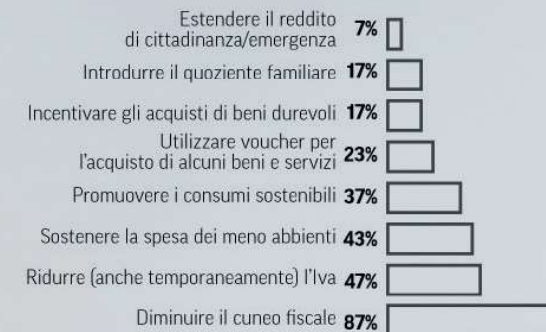 Estendere il reddito
di cittadinanza/emergenza 7%
Introdurre il quoziente familiare 17%
Incentivare gli acquisti di beni durevoli 17%
Utilizzare voucher per
l'acquisto di alcuni beni e servizi 23%
Promuovere i consumi sostenibili 37%
Sostenere la spesa dei meno abbienti 43%
Ridurre (anche temporaneamente) l'Iva 47%
Diminuire il cuneo fiscale 87%